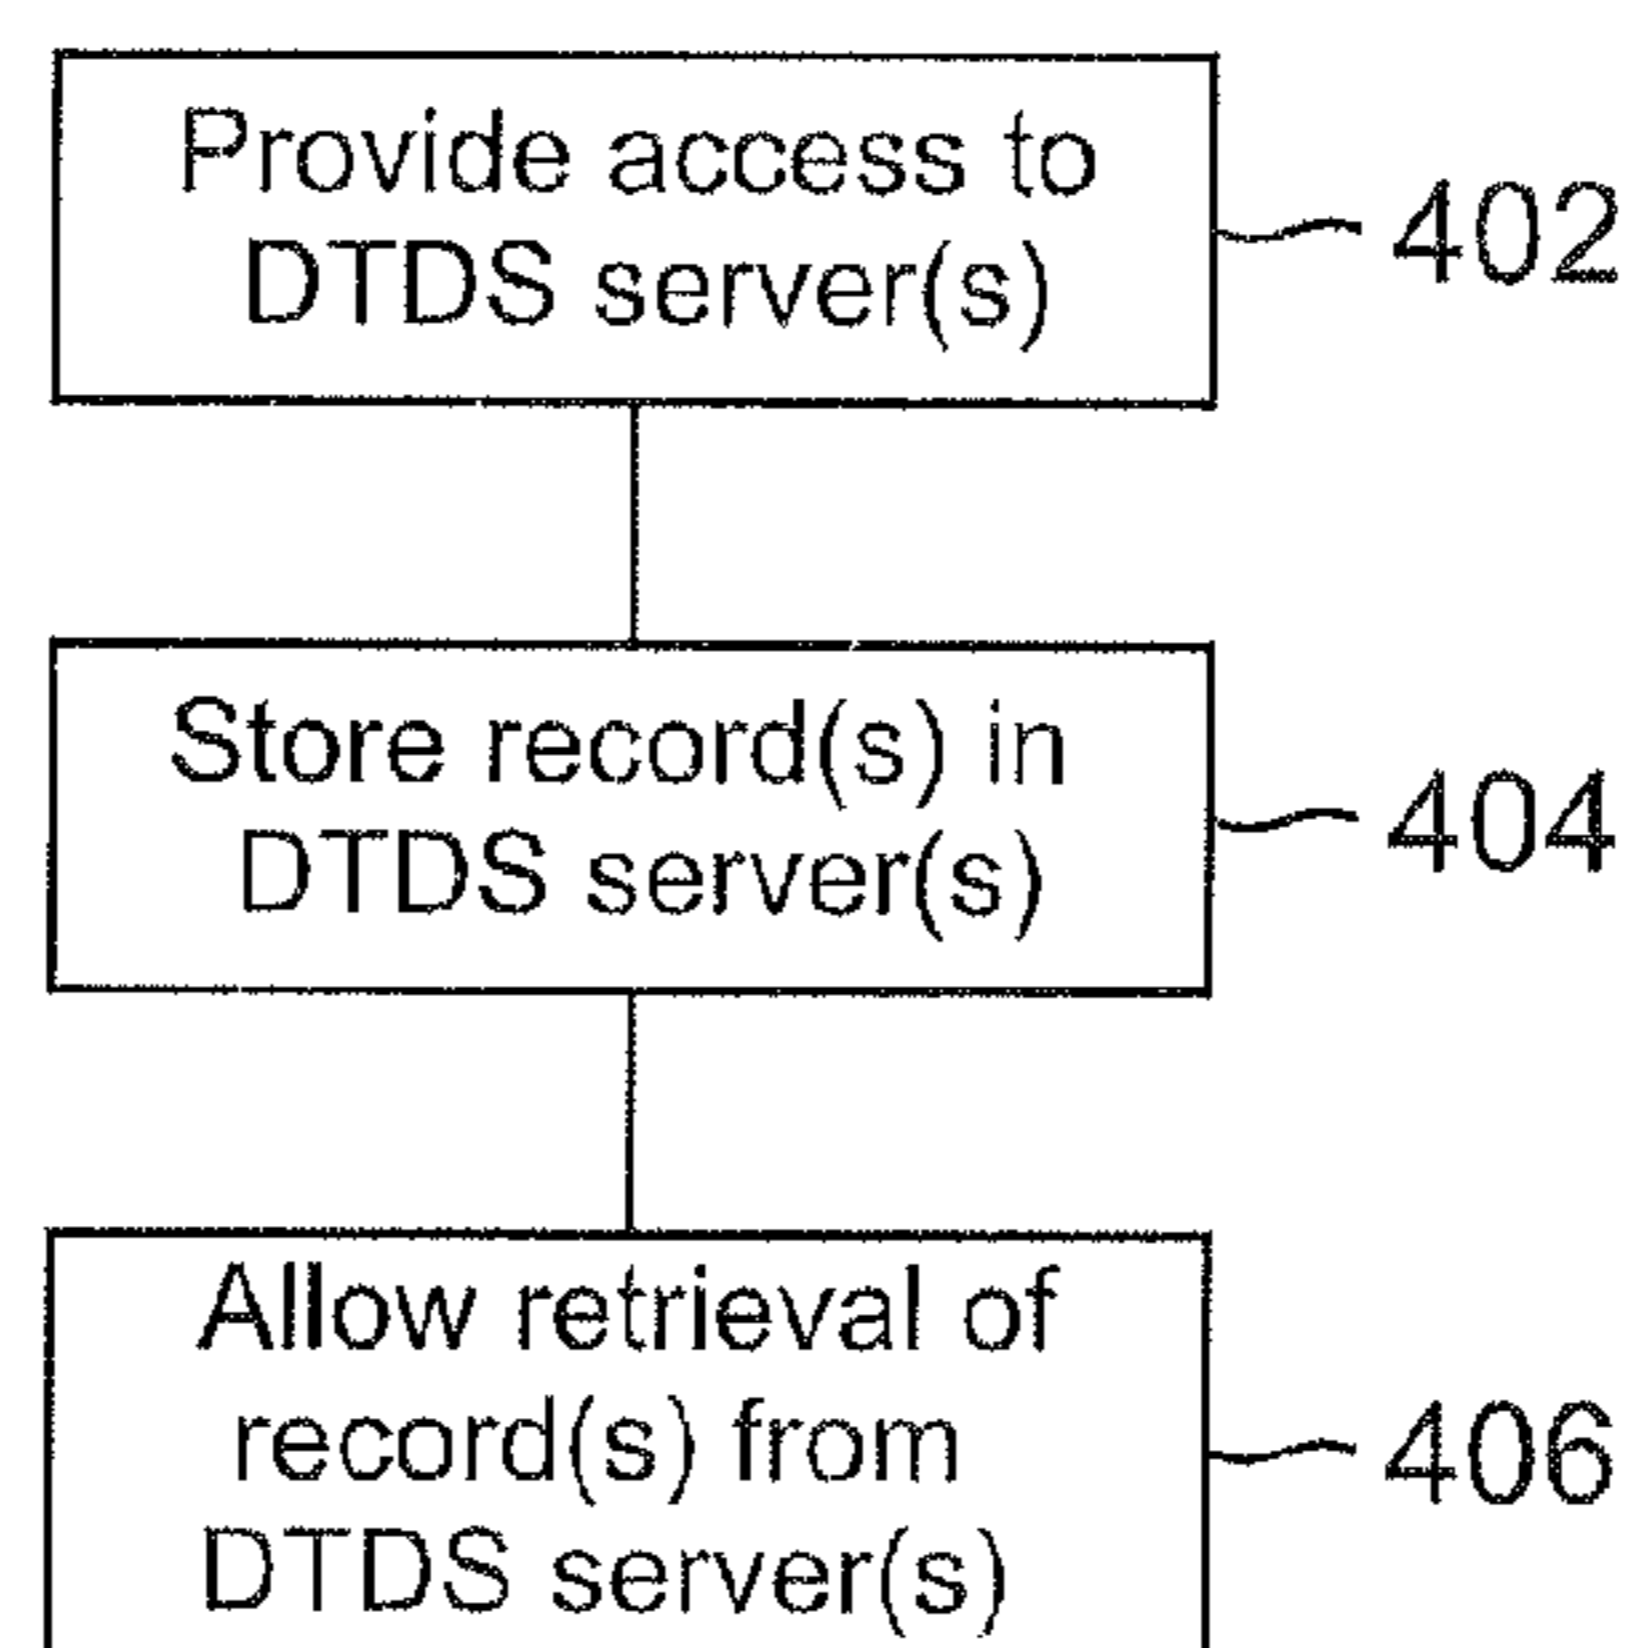 Provide access to
DTDS server(s)
402
Store record(s) in
DTDS server(s)
404
Allow retrieval of
record(s) from
DTDS server(s)
406